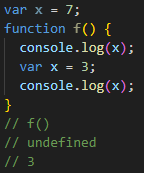 var x = 7;
function f() {
  console.log(x);
  var x = 3;
  console.log(x);
}
// f()
// undefined
// 3